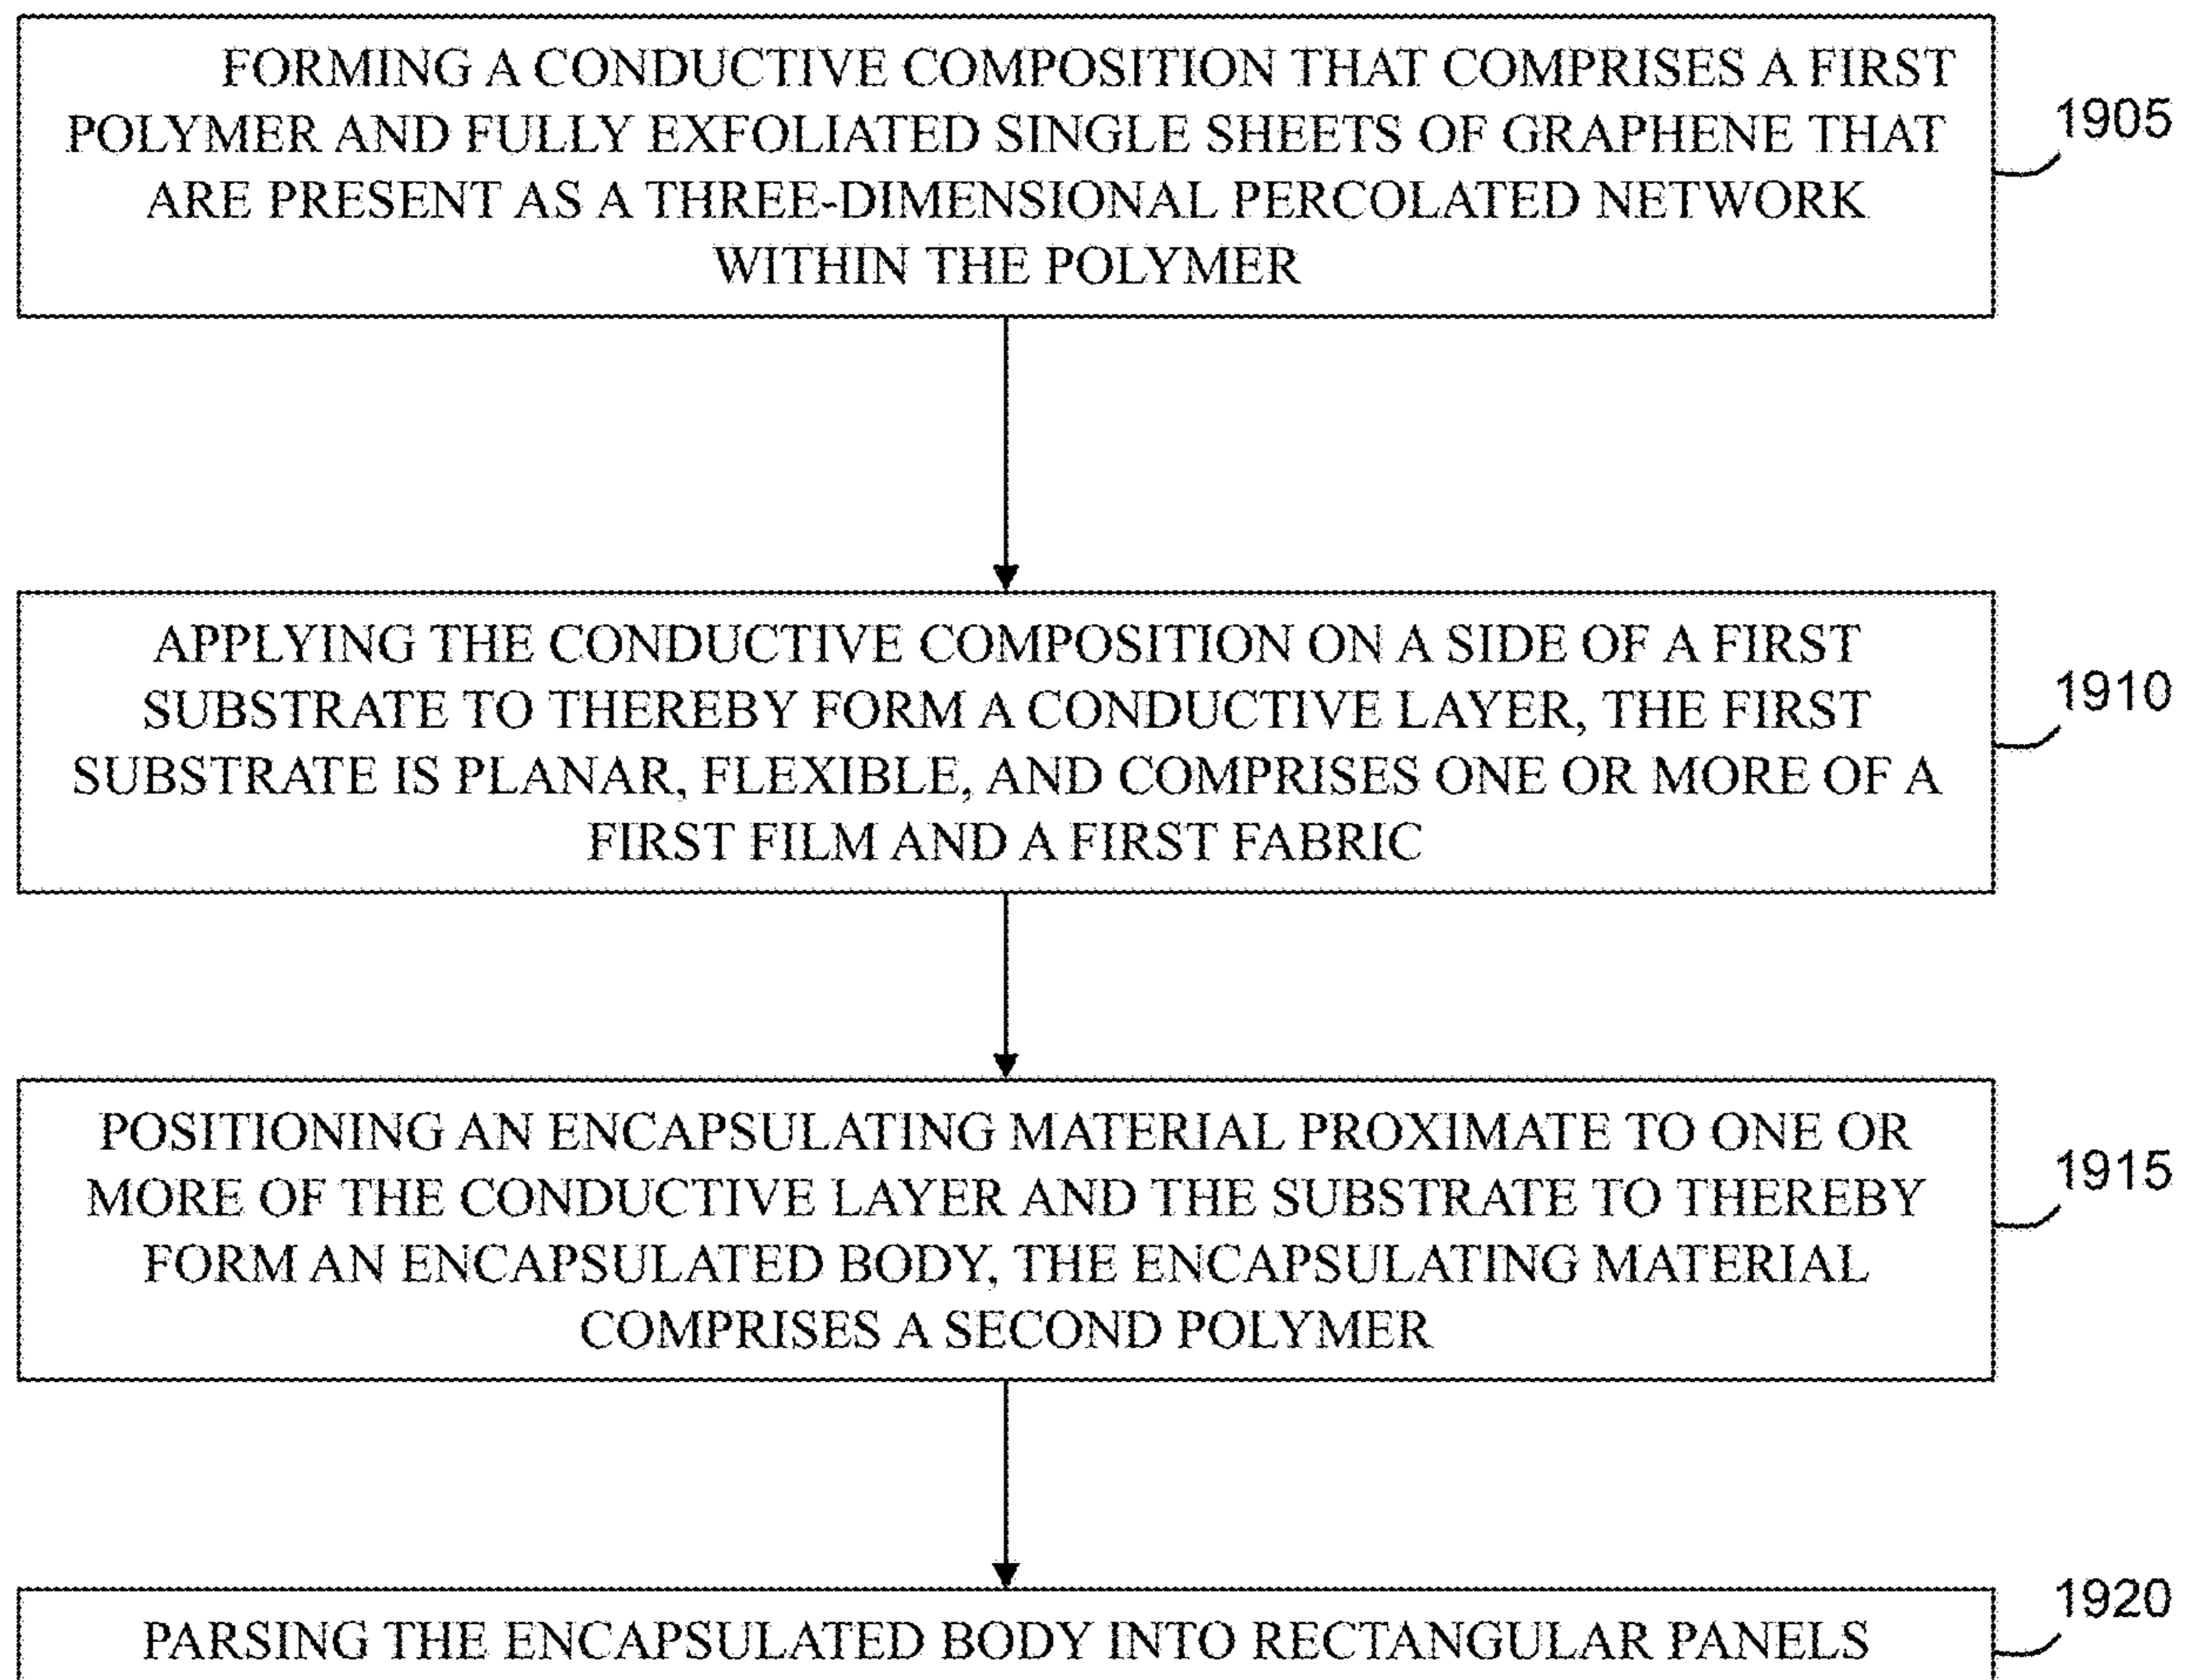 FORMING A CONDUCTIVE COMPOSITION THAT COMPRISES A FIRST
POLYMER AND FULLY EXFOLIATED SINGLE SHEETS OF GRAPHENE THAT
ARE PRESENT AS A THREE-DIMENSIONAL PERCOLATED NETWORK
WITHIN THE POLYMER
1905
APPLYING THE CONDUCTIVE COMPOSITION ON A SIDE OF A FIRST
SUBSTRATE TO THEREBY FORM A CONDUCTIVE LAYER, THE FIRST
SUBSTRATE IS PLANAR, FLEXIBLE, AND COMPRISES ONE OR MORE OF A
FIRST FILM AND A FIRST FABRIC
1910
POSITIONING AN ENCAPSULATING MATERIAL PROXIMATE TO ONE OR
MORE OF THE CONDUCTIVE LAYER AND THE SUBSTRATE TO THEREBY
FORM AN ENCAPSULATED BODY, THE ENCAPSULATING MATERIAL
COMPRISES A SECOND POLYMER
1915
PARSING THE ENCAPSULATED BODY INTO RECTANGULAR PANELS
1920